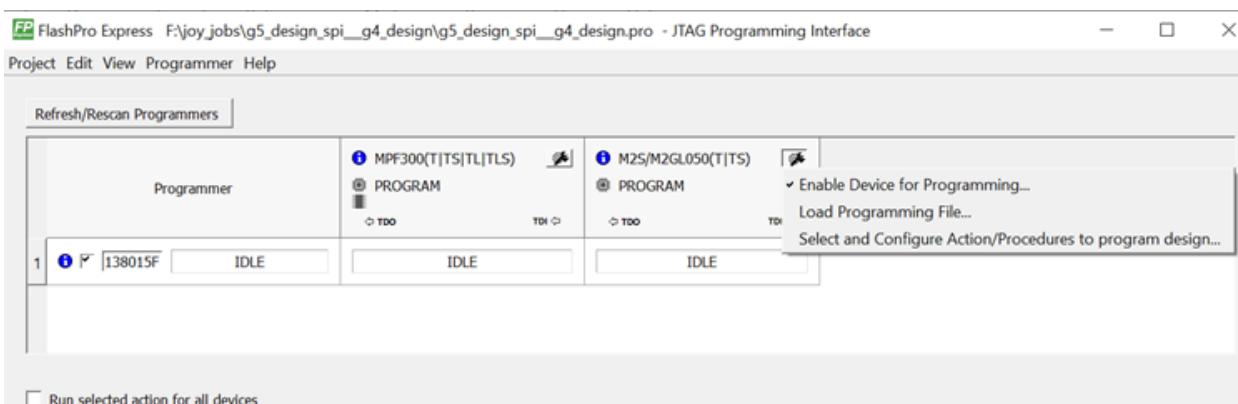 FP FlashPro Express F:\joy_jobs\g5_design_spi__g4_design\g5_design_spi__g4_design.pro - JTAG Programming Interface
Project Edit View Programmer Help
Refresh/Rescan Programmers
Programmer
MPF300(T|TS|TL|TLS)
PROGRAM
TDO TDI
M2S/M2GL050(T|TS)
PROGRAM
TDO TDI
Enable Device for Programming...
Load Programming File...
Select and Configure Action/Procedures to program design...
1 138015F IDLE IDLE IDLE
Run selected action for all devices